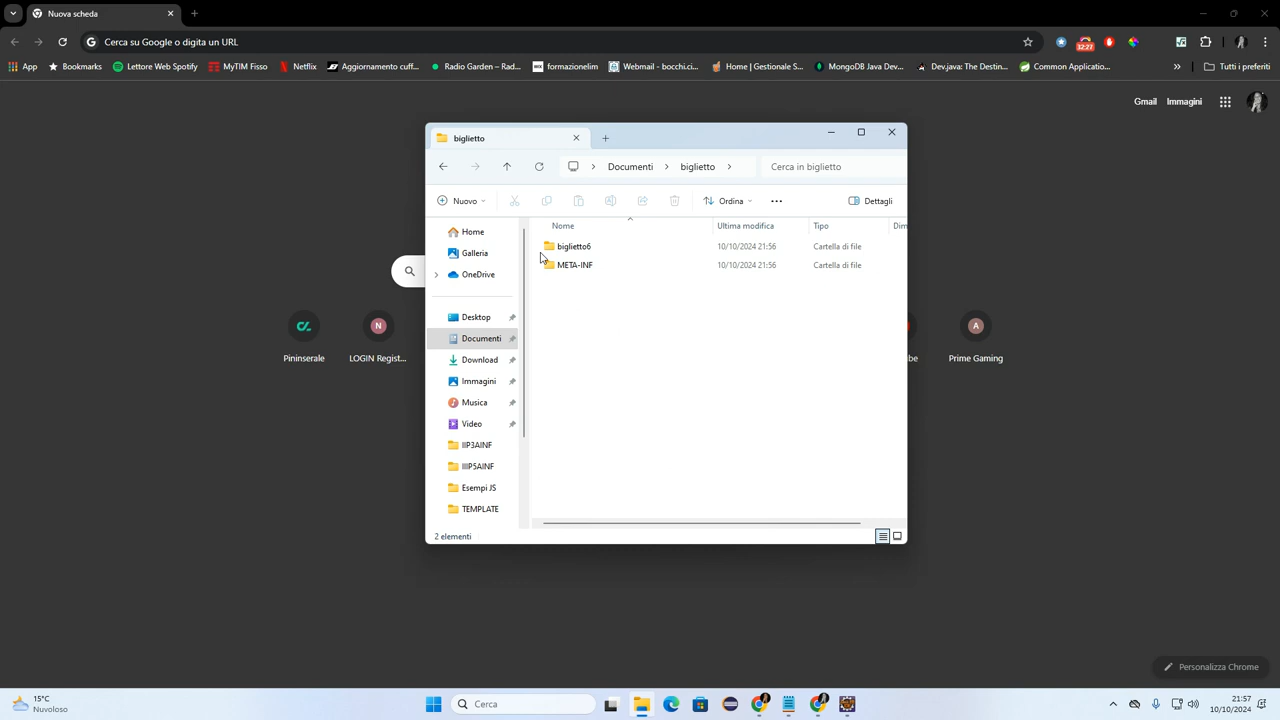 Nuova scheda
Cerca su Google o digita un URL
32:27
App Bookmarks Lettore Web Spotify MyTIM Fisso Netflix Aggiornamento cuff... Radio Garden – Rad... formazionelim Webmail - bocchi.ci... Home | Gestionale S... MongoDB Java Dev... Dev.java: The Destin... Common Applicatio... » Tutti i preferiti
Gmail Immagini
biglietto
Documenti > biglietto >
Cerca in biglietto
Nuovo
Ordina
Dettagli
Nome Ultima modifica Tipo Dim
biglietto6 10/10/2024 21:56 Cartella di file
META-INF 10/10/2024 21:56 Cartella di file
Home
Galleria
OneDrive
Desktop
Documenti
Download
Immagini
Musica
Video
IIP3AINF
IIIP5AINF
Esempi JS
TEMPLATE
2 elementi
Pininserale
N
LOGIN Regist...
be
A
Prime Gaming
Personalizza Chrome
15°C
Nuvoloso
Cerca
21:57
10/10/2024